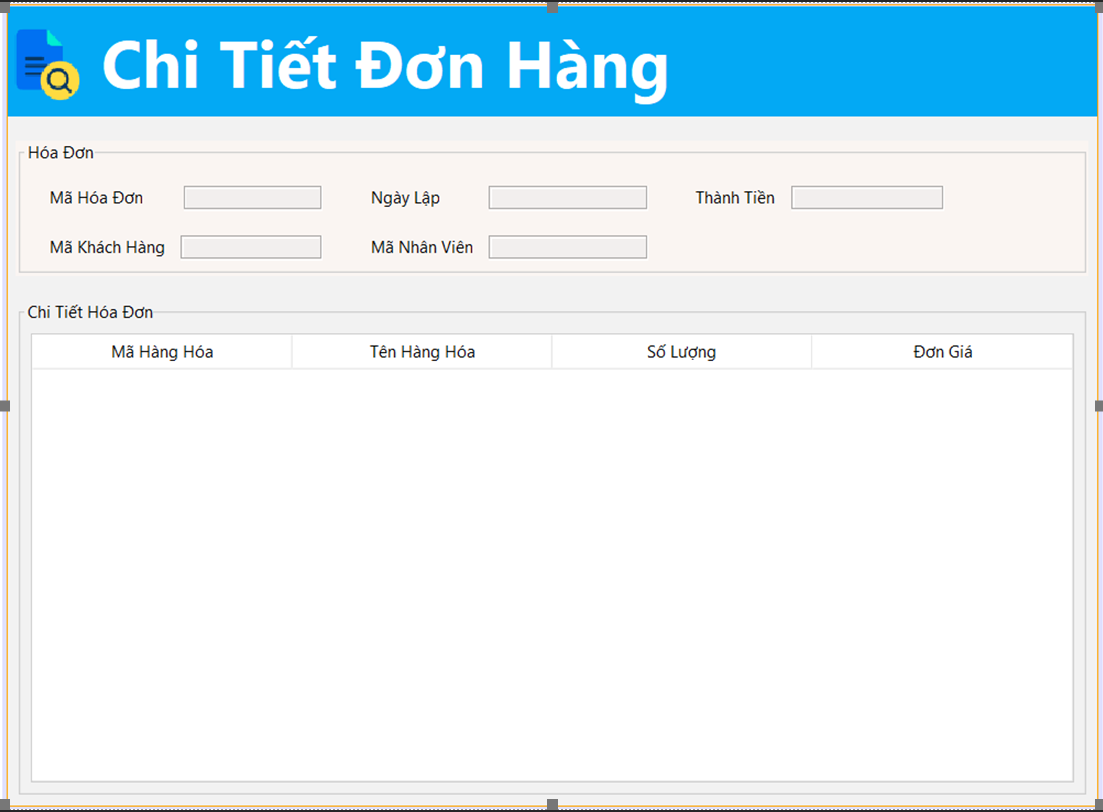 Chi Tiết Đơn Hàng
Hóa Đơn
Mã Hóa Đơn Ngày Lập Thành Tiền
Mã Khách Hàng Mã Nhân Viên
Chi Tiết Hóa Đơn
Mã Hàng Hóa Tên Hàng Hóa Số Lượng Đơn Giá